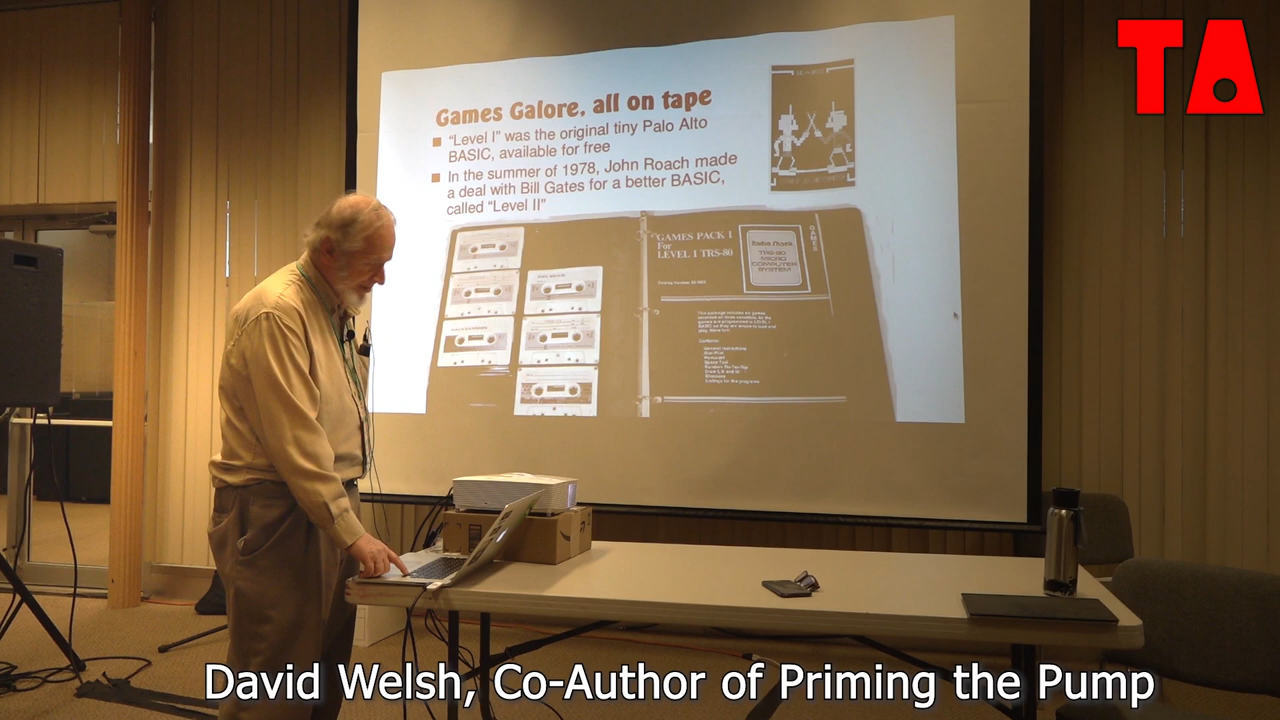 TA
Games Galore, all on tape
"Level I" was the original tiny Palo Alto
BASIC, available for free
In the summer of 1978, John Roach made
a deal with Bill Gates for a better BASIC,
called "Level II"
GAMES PACK I
For
LEVEL I TRS-80
GAMES
Radio Shack
TRS-80
MICRO
COMPUTER
SYSTEM
David Welsh, Co-Author of Priming the Pump